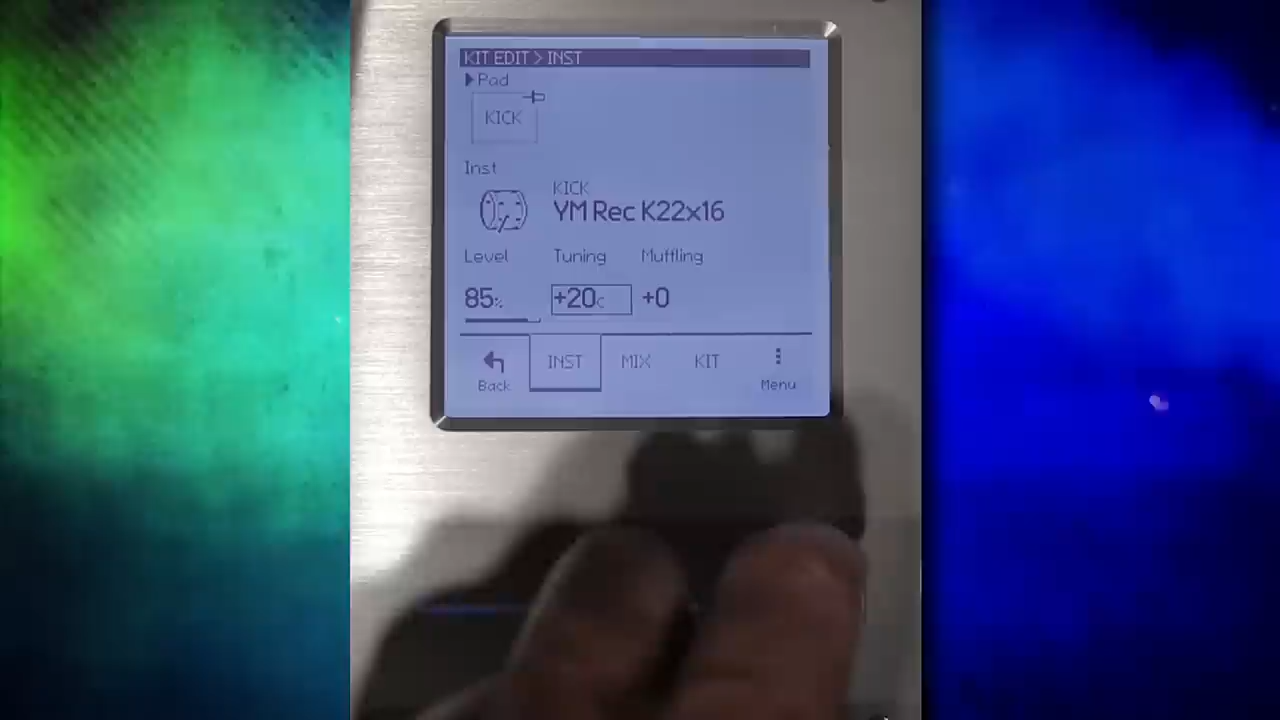 KIT EDIT > INST
Pad
KICK
Inst
KICK
YM Rec K22x16
Level Tuning Muffling
85% +20c +0
Back INST MIX KIT Menu